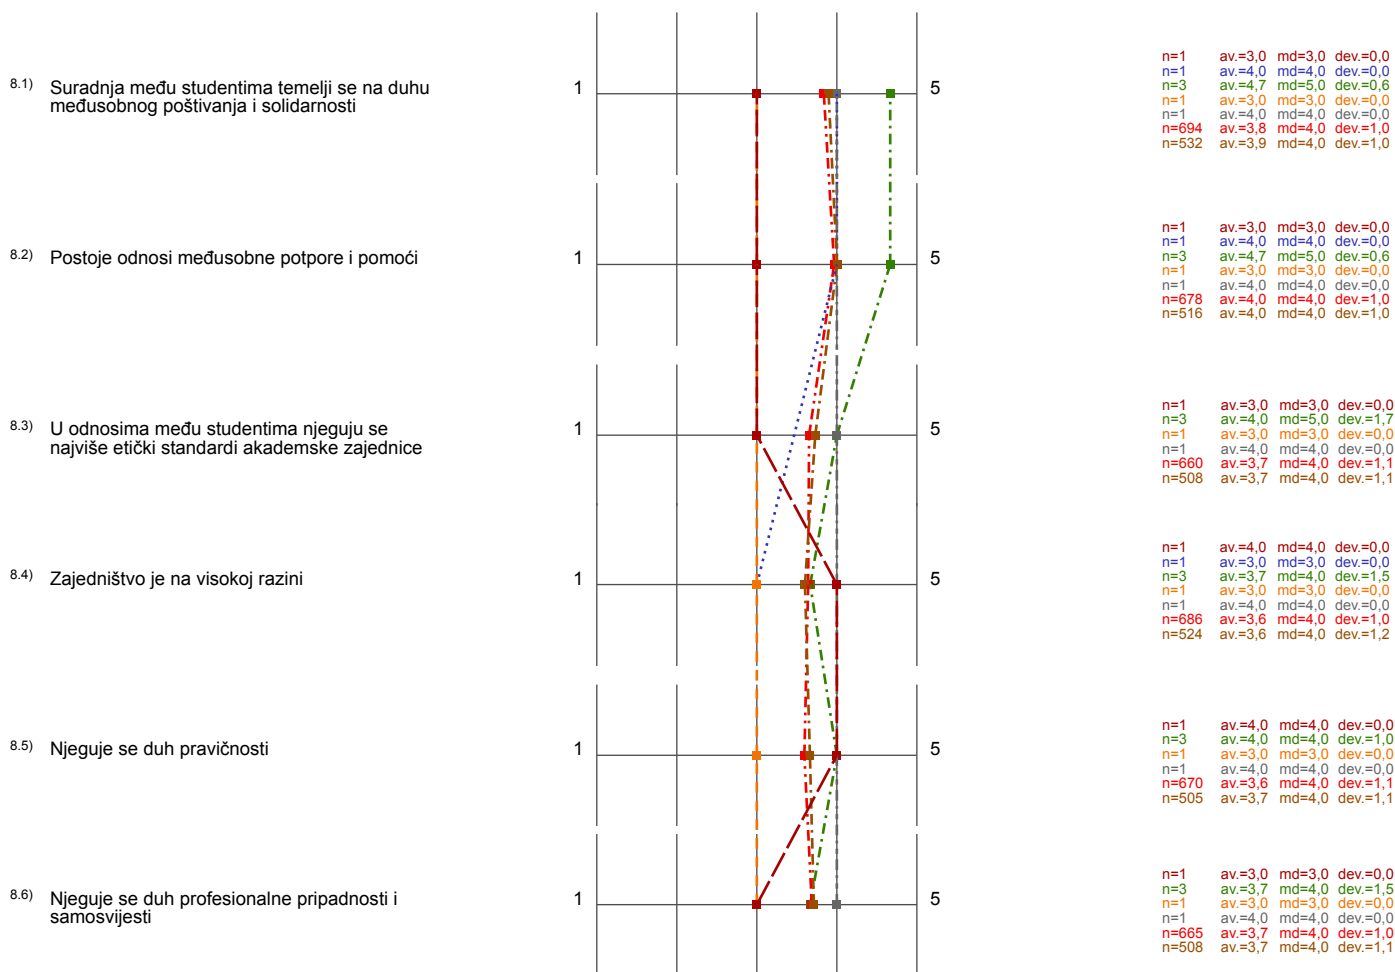 8.1) Suradnja među studentima temelji se na duhu
međusobnog poštivanja i solidarnosti
1
5
n=1 av.=3,0 md=3,0 dev.=0,0
n=1 av.=4,0 md=4,0 dev.=0,0
n=3 av.=4,7 md=5,0 dev.=0,6
n=1 av.=3,0 md=3,0 dev.=0,0
n=1 av.=4,0 md=4,0 dev.=0,0
n=694 av.=3,8 md=4,0 dev.=1,0
n=532 av.=3,9 md=4,0 dev.=1,0
8.2) Postoje odnosi međusobne potpore i pomoći
1
5
n=1 av.=3,0 md=3,0 dev.=0,0
n=1 av.=4,0 md=4,0 dev.=0,0
n=3 av.=4,7 md=5,0 dev.=0,6
n=1 av.=3,0 md=3,0 dev.=0,0
n=1 av.=4,0 md=4,0 dev.=0,0
n=678 av.=4,0 md=4,0 dev.=1,0
n=516 av.=4,0 md=4,0 dev.=1,0
8.3) U odnosima među studentima njeguju se
najviše etički standardi akademske zajednice
1
5
n=1 av.=3,0 md=3,0 dev.=0,0
n=3 av.=4,0 md=5,0 dev.=1,7
n=1 av.=3,0 md=3,0 dev.=0,0
n=1 av.=4,0 md=4,0 dev.=0,0
n=660 av.=3,7 md=4,0 dev.=1,1
n=508 av.=3,7 md=4,0 dev.=1,1
8.4) Zajedništvo je na visokoj razini
1
5
n=1 av.=4,0 md=4,0 dev.=0,0
n=1 av.=3,0 md=3,0 dev.=0,0
n=3 av.=3,7 md=4,0 dev.=1,5
n=1 av.=3,0 md=3,0 dev.=0,0
n=1 av.=4,0 md=4,0 dev.=0,0
n=686 av.=3,6 md=4,0 dev.=1,0
n=524 av.=3,6 md=4,0 dev.=1,2
8.5) Njeguje se duh pravičnosti
1
5
n=1 av.=4,0 md=4,0 dev.=0,0
n=3 av.=4,0 md=4,0 dev.=1,0
n=1 av.=3,0 md=3,0 dev.=0,0
n=1 av.=4,0 md=4,0 dev.=0,0
n=670 av.=3,6 md=4,0 dev.=1,1
n=505 av.=3,7 md=4,0 dev.=1,1
8.6) Njeguje se duh profesionalne pripadnosti i
samosvijesti
1
5
n=1 av.=3,0 md=3,0 dev.=0,0
n=3 av.=3,7 md=4,0 dev.=1,5
n=1 av.=3,0 md=3,0 dev.=0,0
n=1 av.=4,0 md=4,0 dev.=0,0
n=665 av.=3,7 md=4,0 dev.=1,0
n=508 av.=3,7 md=4,0 dev.=1,1